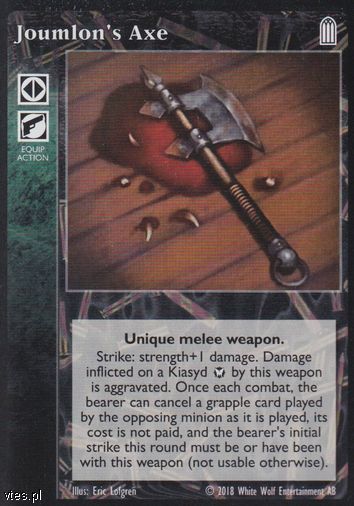 Joumlon's Axe
EQUIP
ACTION
Unique melee weapon.
Strike: strength+1 damage. Damage
inflicted on a Kiasyd by this weapon
is aggravated. Once each combat, the
bearer can cancel a grapple card played
by the opposing minion as it is played, its
cost is not paid, and the bearer's initial
strike this round must be or have been
with this weapon (not usable otherwise).
Illus: Eric Lofgren © 2018 White Wolf Entertainment AB
vtes.pl